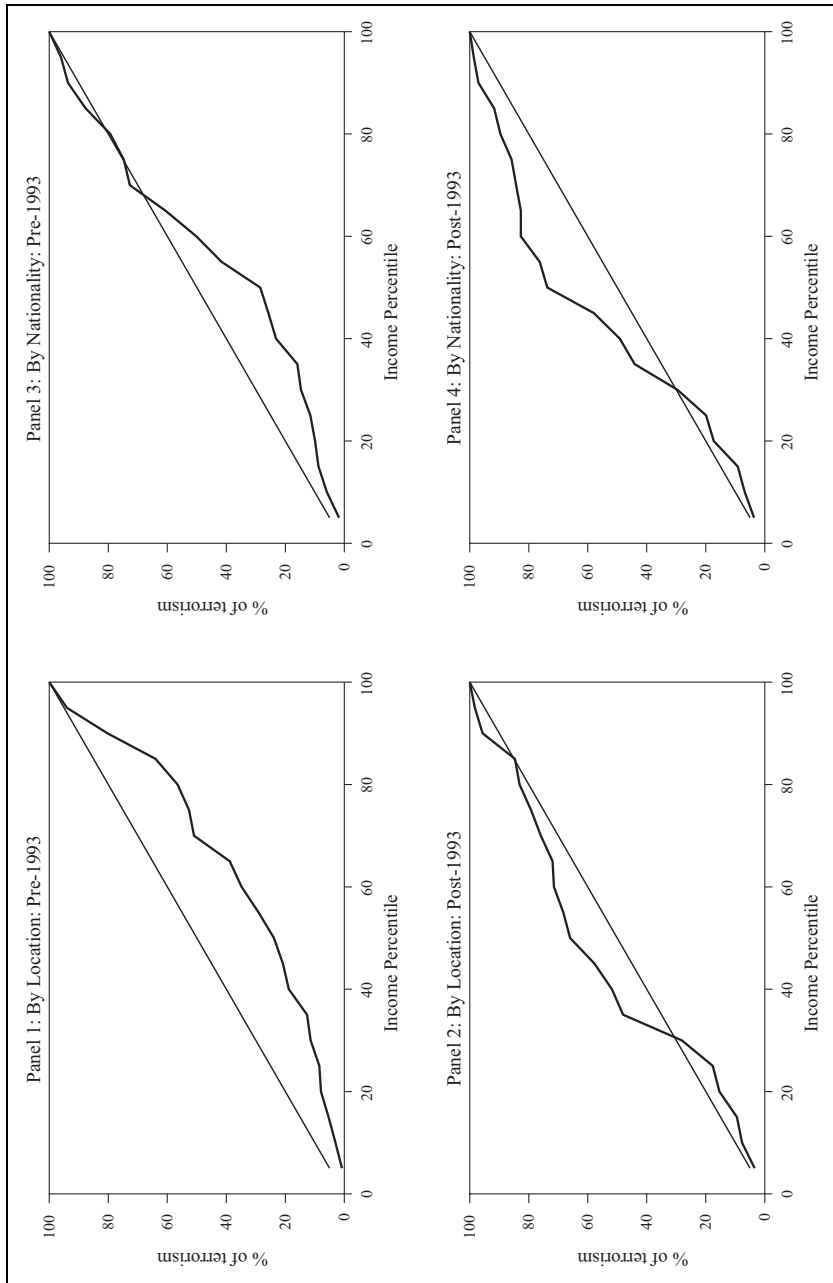 Panel 1: By Location: Pre-1993
% of terrorism
100
80
60
40
20
0
0 20 40 60 80 100
Income Percentile
Panel 3: By Nationality: Pre-1993
% of terrorism
100
80
60
40
20
0
0 20 40 60 80 100
Income Percentile
Panel 2: By Location: Post-1993
% of terrorism
100
80
60
40
20
0
0 20 40 60 80 100
Income Percentile
Panel 4: By Nationality: Post-1993
% of terrorism
100
80
60
40
20
0
0 20 40 60 80 100
Income Percentile